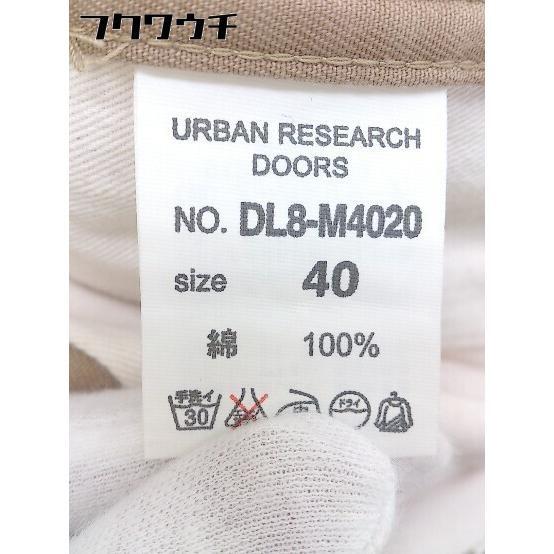 フクワウチ
URBAN RESEARCH
DOORS
NO. DL8-M4020
size 40
綿 100%
手洗イ 30 中 ドライ